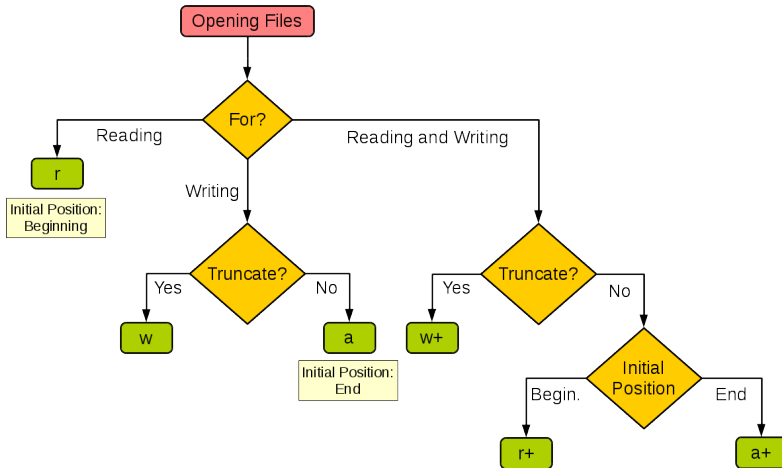 Opening Files
For?
Reading
Reading and Writing
r
Writing
Initial Position:
Beginning
Truncate?
Truncate?
Yes
No
Yes
No
w
a
w+
Initial Position:
End
Initial
Position
Begin.
End
r+
a+